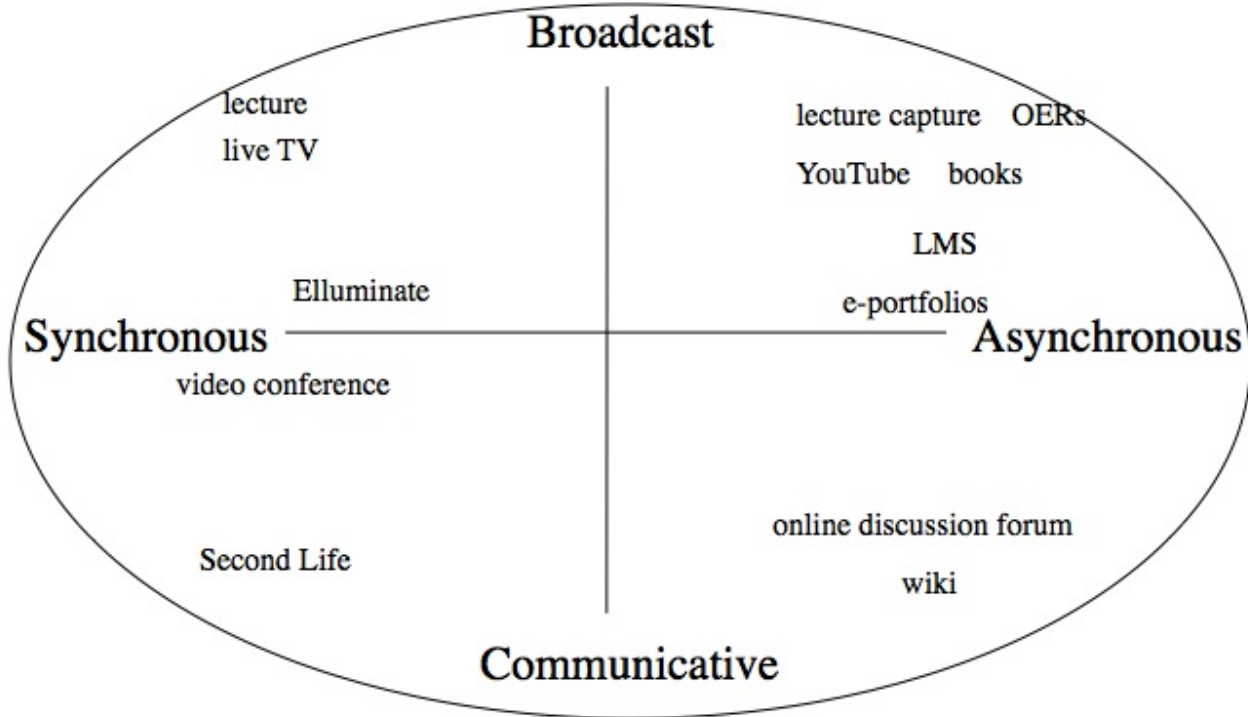 Broadcast
lecture
live TV
lecture capture OERs
YouTube books
LMS
Elluminate
e-portfolios
Synchronous
Asynchronous
video conference
online discussion forum
Second Life
wiki
Communicative